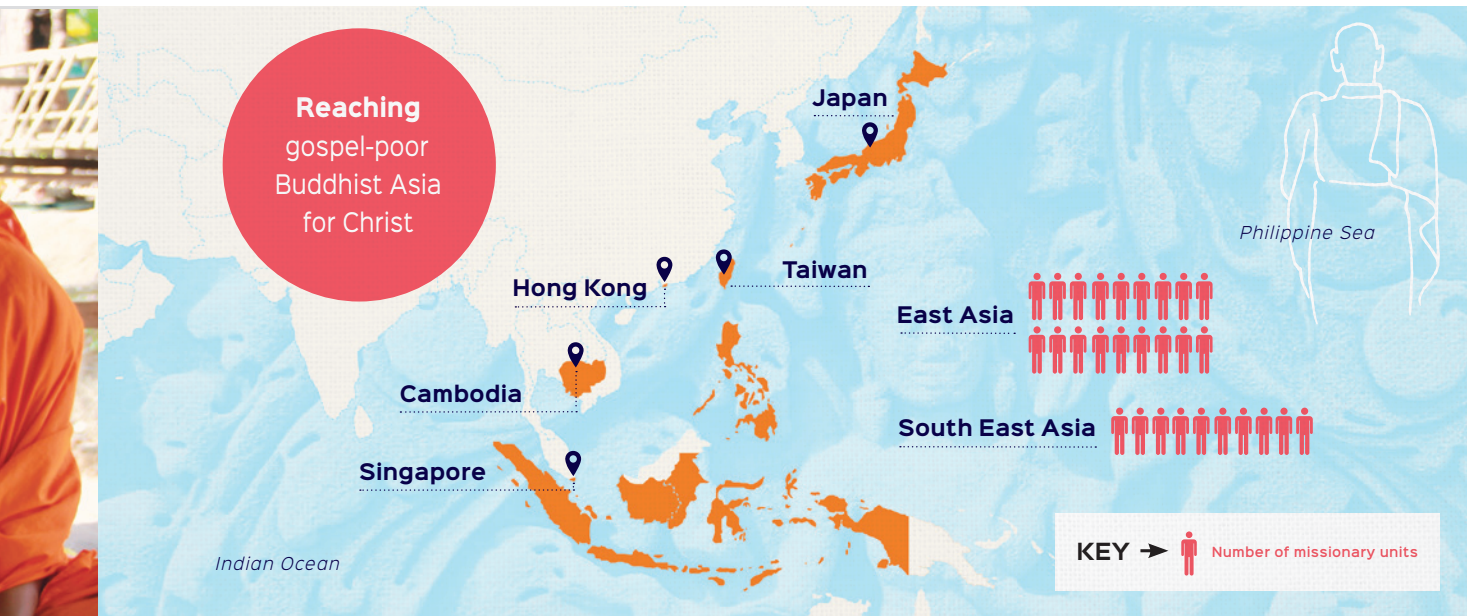 Reaching
gospel-poor
Buddhist Asia
for Christ
Japan
Philippine Sea
Taiwan
Hong Kong
East Asia
Cambodia
South East Asia
Singapore
KEY
Number of missionary units
Indian Ocean